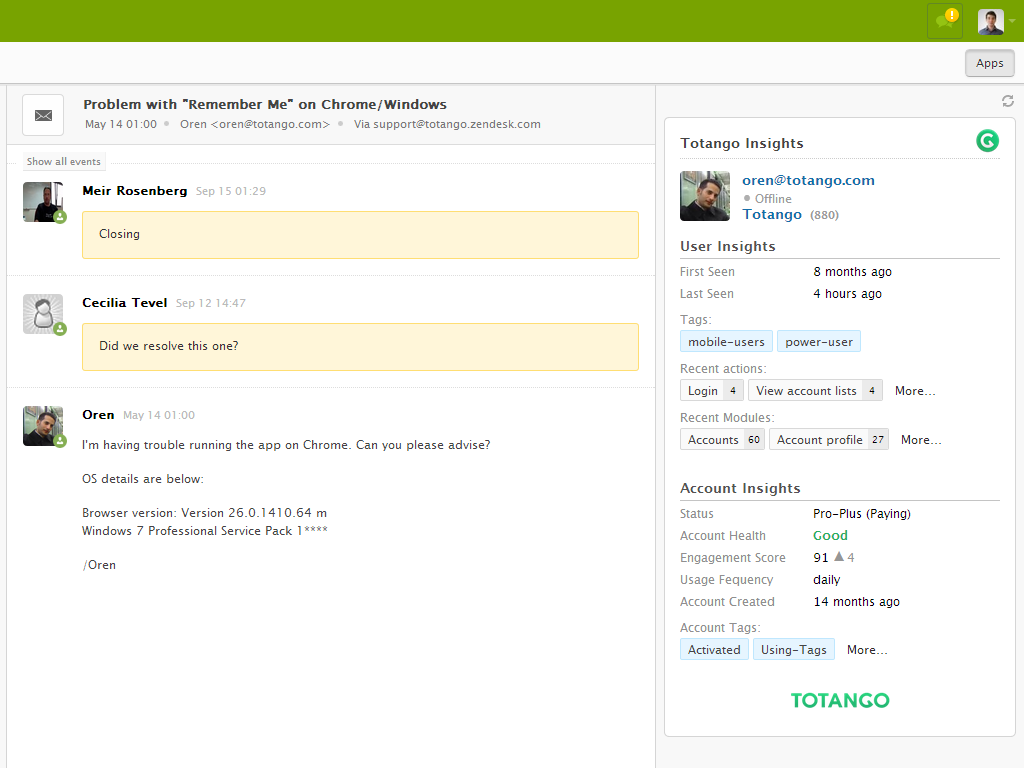 Apps
Problem with "Remember Me" on Chrome/Windows
May 14 01:00 • Oren <oren@totango.com> • Via support@totango.zendesk.com
Show all events
Meir Rosenberg Sep 15 01:29
Closing
Cecilia Tevel Sep 12 14:47
Did we resolve this one?
Oren May 14 01:00
I'm having trouble running the app on Chrome. Can you please advise?
OS details are below:
Browser version: Version 26.0.1410.64 m
Windows 7 Professional Service Pack 1****
/Oren
Totango Insights
oren@totango.com
Offline
Totango (880)
User Insights
First Seen 8 months ago
Last Seen 4 hours ago
Tags:
mobile-users power-user
Recent actions:
Login 4 View account lists 4 More...
Recent Modules:
Accounts 60 Account profile 27 More...
Account Insights
Status Pro-Plus (Paying)
Account Health Good
Engagement Score 91 ▲ 4
Usage Fequency daily
Account Created 14 months ago
Account Tags:
Activated Using-Tags More...
TOTANGO